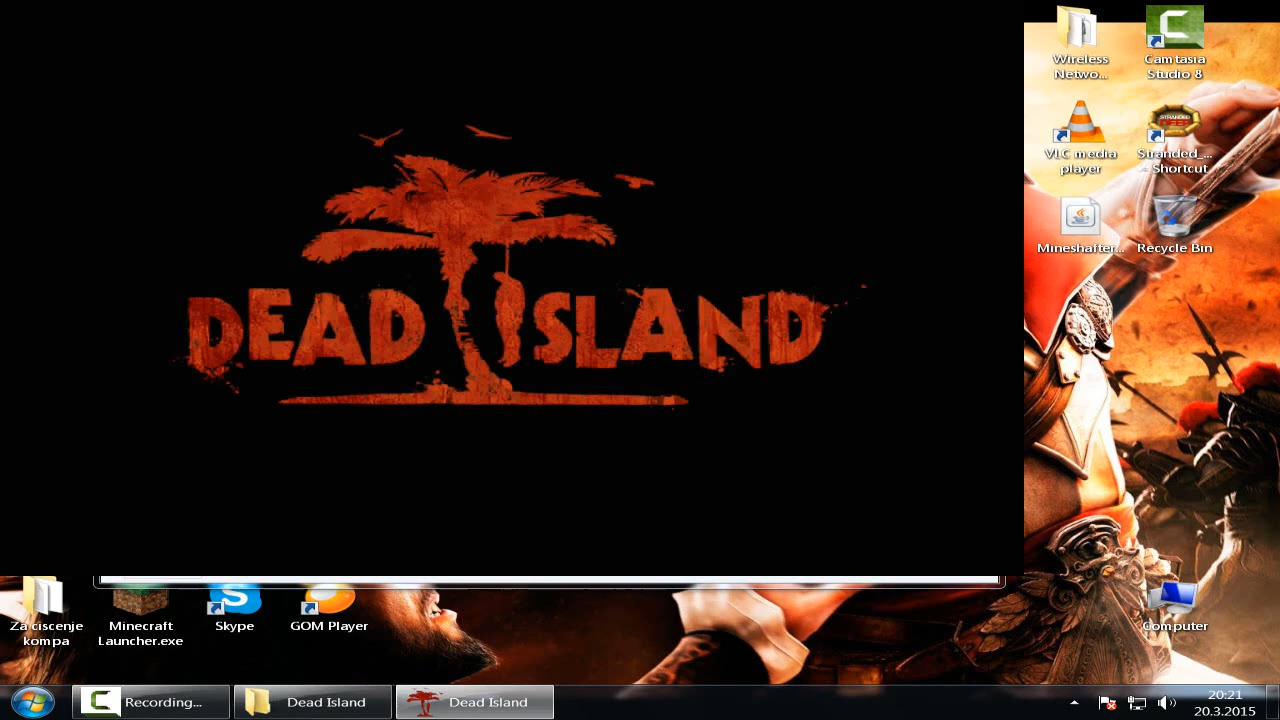 Wireless
Netwo...
Camtasia
Studio 8
VLC media
player
Stranded_...
- Shortcut
Mineshafter...
Recycle Bin
DEAD ISLAND
Za ciscenje
kompa
Minecraft
Launcher.exe
Skype
GOM Player
Computer
Recording...
Dead Island
Dead Island
20:21
20.3.2015